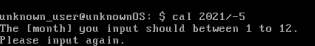 unknown_user@unknownOS: $ cal 2021/-5
The [month] you input should between 1 to 12.
Please input again.